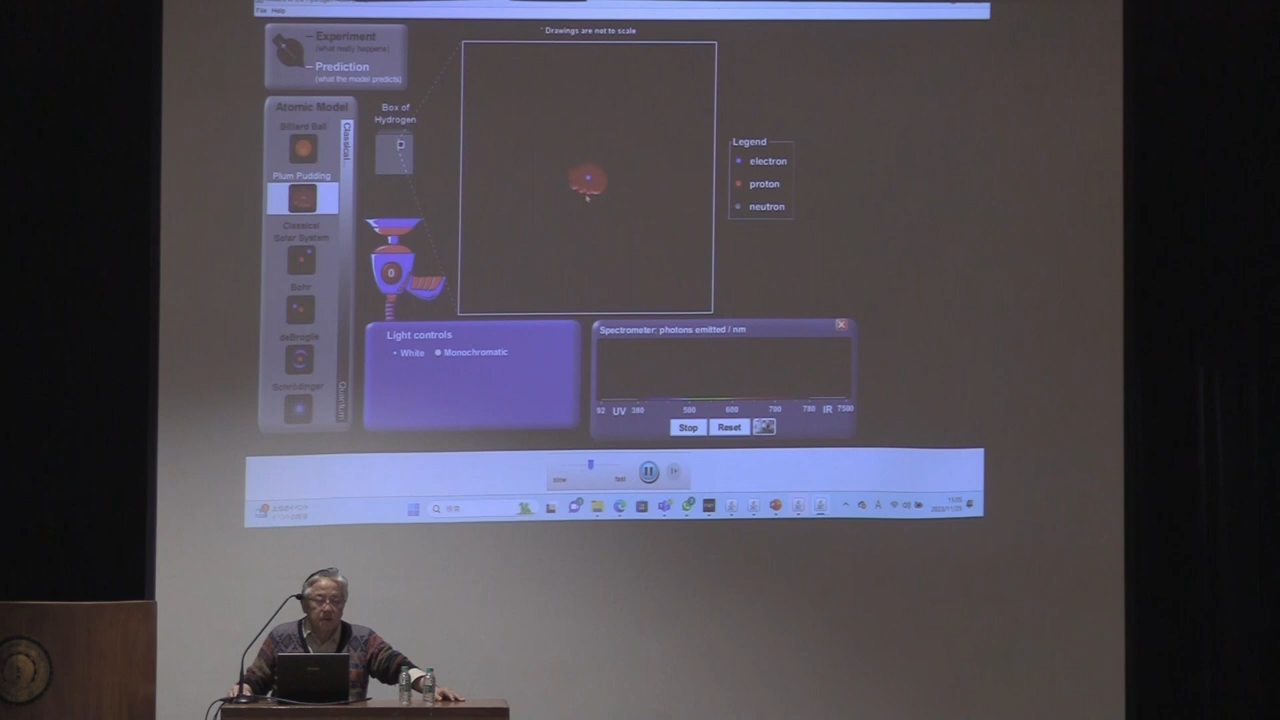 File Help
* Drawings are not to scale
Experiment
(what really happens)
Prediction
(what the model predicts)
Atomic Model
Billiard Ball
Plum Pudding
Classical
Solar System
Bohr
deBroglie
Schrödinger
Classical
Quantum
Box of
Hydrogen
0
Legend
electron
proton
neutron
Light controls
White Monochromatic
Spectrometer: photons emitted / nm
92 UV 380 500 600 700 780 IR 7500
Stop Reset
slow fast